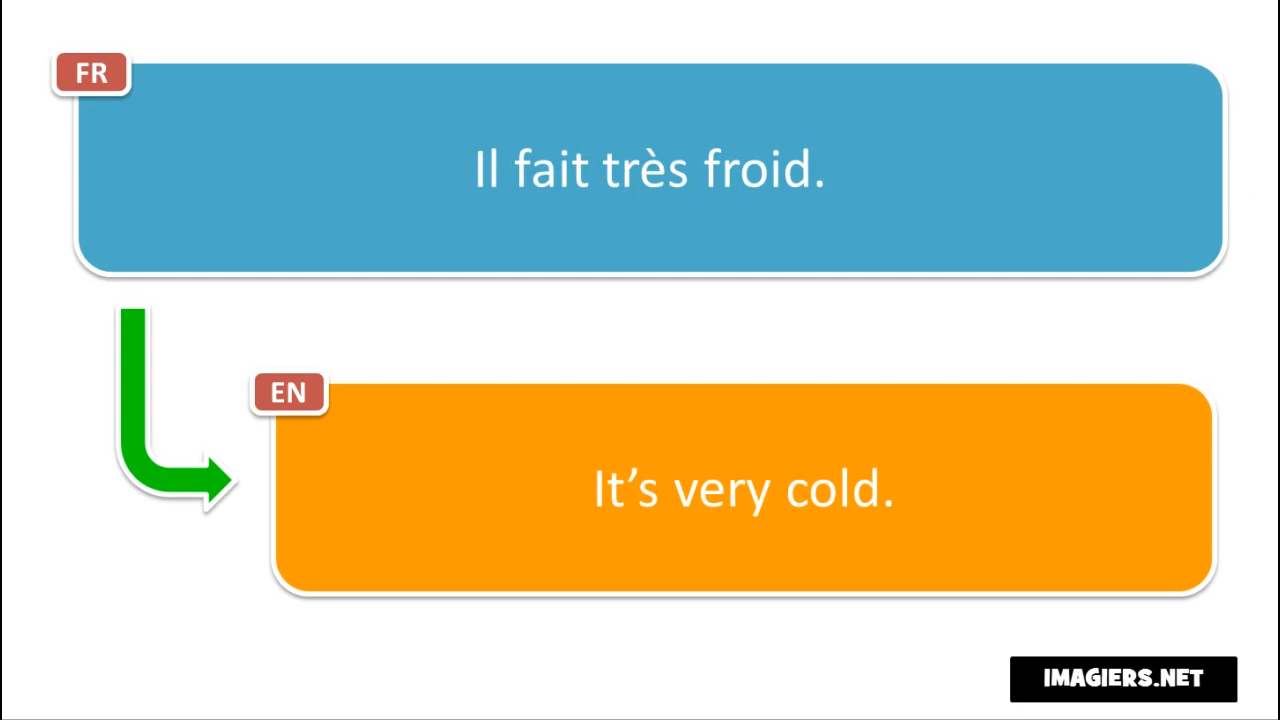 FR
Il fait très froid.
EN
It’s very cold.
IMAGIERS.NET